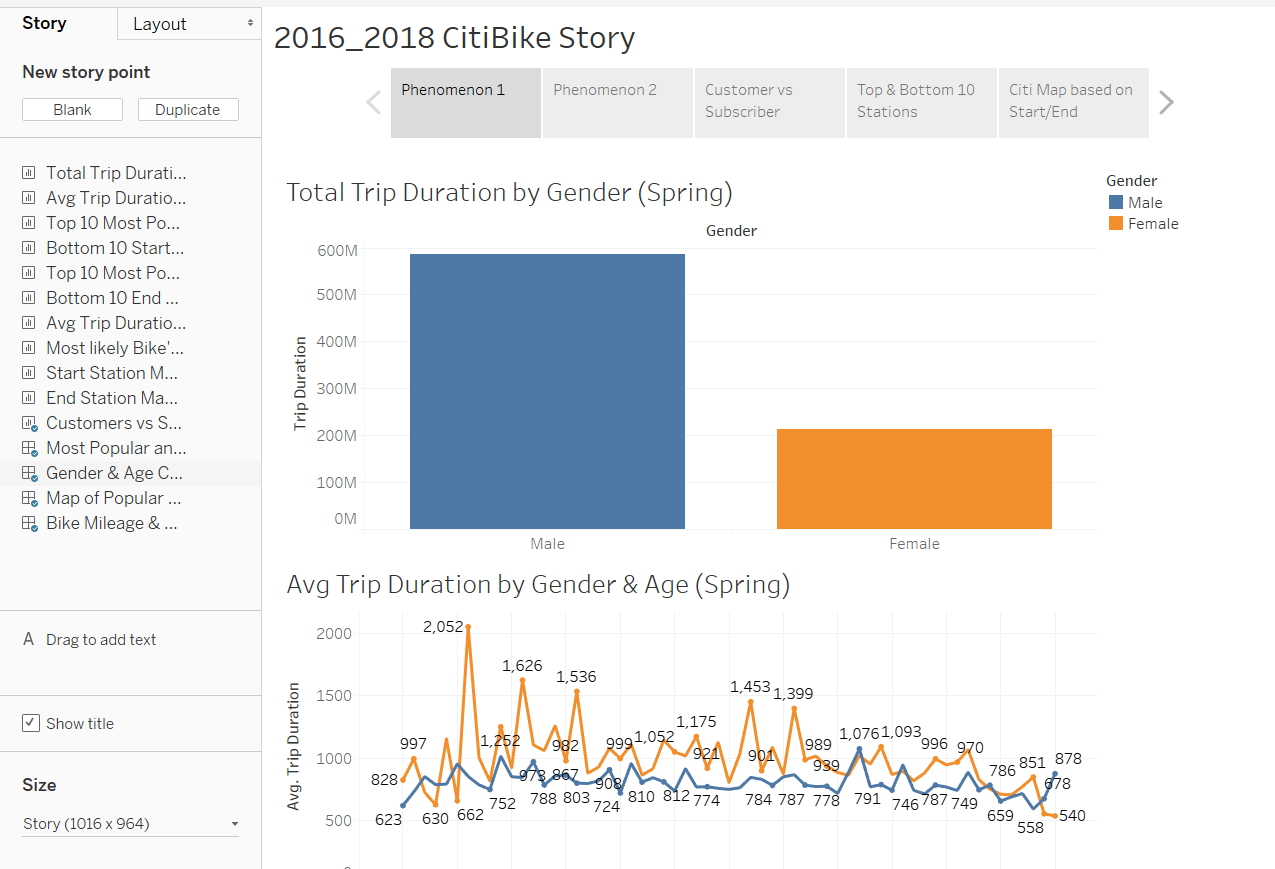 Story
Layout
New story point
Blank
Duplicate
Total Trip Durati...
Avg Trip Duratio...
Top 10 Most Po...
Bottom 10 Start...
Top 10 Most Po...
Bottom 10 End ...
Avg Trip Duratio...
Most likely Bike'...
Start Station M...
End Station Ma...
Customers vs S...
Most Popular an...
Gender & Age C...
Map of Popular ...
Bike Mileage & ...
A Drag to add text
Show title
Size
Story (1016 x 964)
2016_2018 CitiBike Story
Phenomenon 1
Phenomenon 2
Customer vs
Subscriber
Top & Bottom 10
Stations
Citi Map based on
Start/End
Total Trip Duration by Gender (Spring)
Gender
Male
Female
Gender
Trip Duration
600M
500M
400M
300M
200M
100M
0M
Male
Female
Avg Trip Duration by Gender & Age (Spring)
Avg. Trip Duration
2000
1500
1000
500
2,052
1,626
1,536
1,453
1,399
1,175
1,252
997
982
999
1,052
921
901
989
939
1,076
1,093
996
970
786
851
878
828
973
867
908
678
623
630
662
752
788
803
724
810
812
774
784
787
778
791
746
787
749
659
558
540